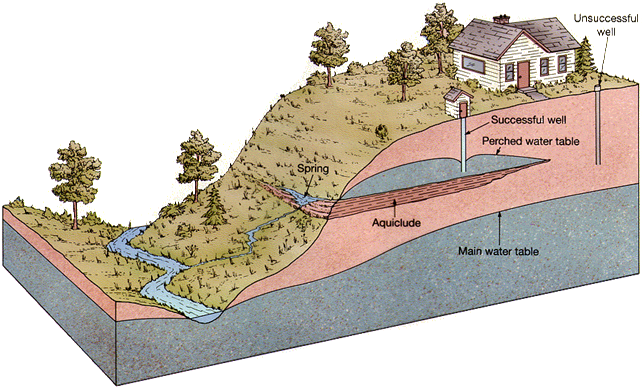 Unsuccessful
well
Successful well
Perched water table
Spring
Aquiclude
Main water table